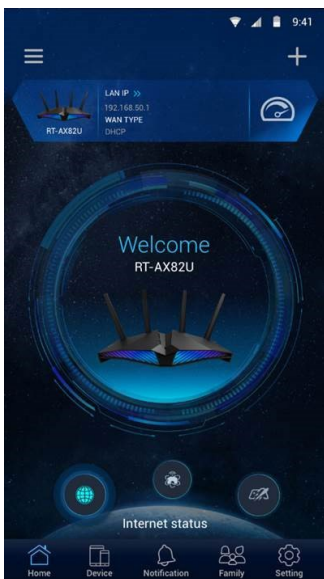 9:41
LAN IP >>
192.168.50.1
WAN TYPE
DHCP
RT-AX82U
Welcome
RT-AX82U
Internet status
Home Device Notification Family Setting